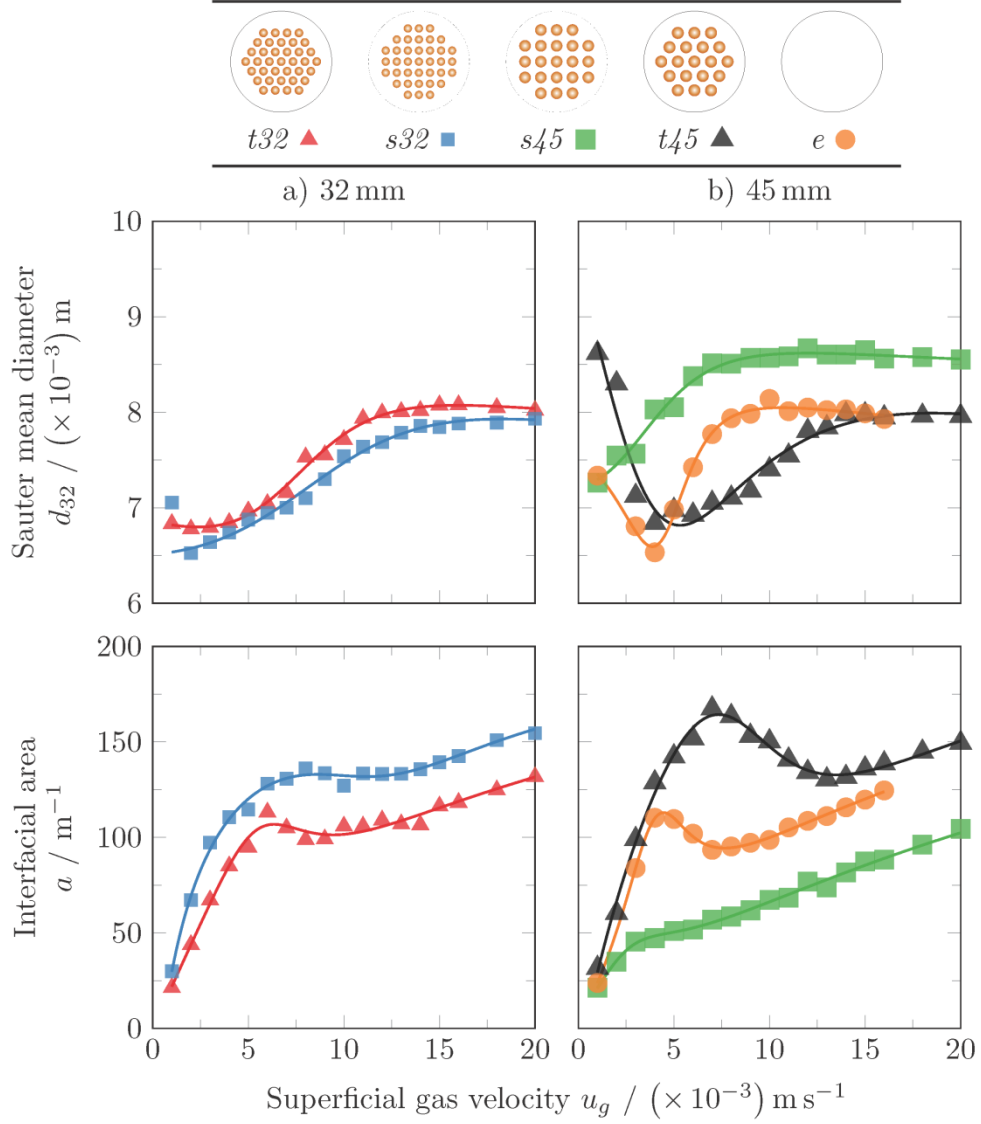 t32 s32 s45 t45 e
a) 32 mm b) 45 mm
Sauter mean diameter
d₃₂ / (× 10⁻³) m
10
9
8
7
6
Interfacial area
a / m⁻¹
200
150
100
50
0
0 5 10 15 20 0 5 10 15 20
Superficial gas velocity u_g / (× 10⁻³) m s⁻¹